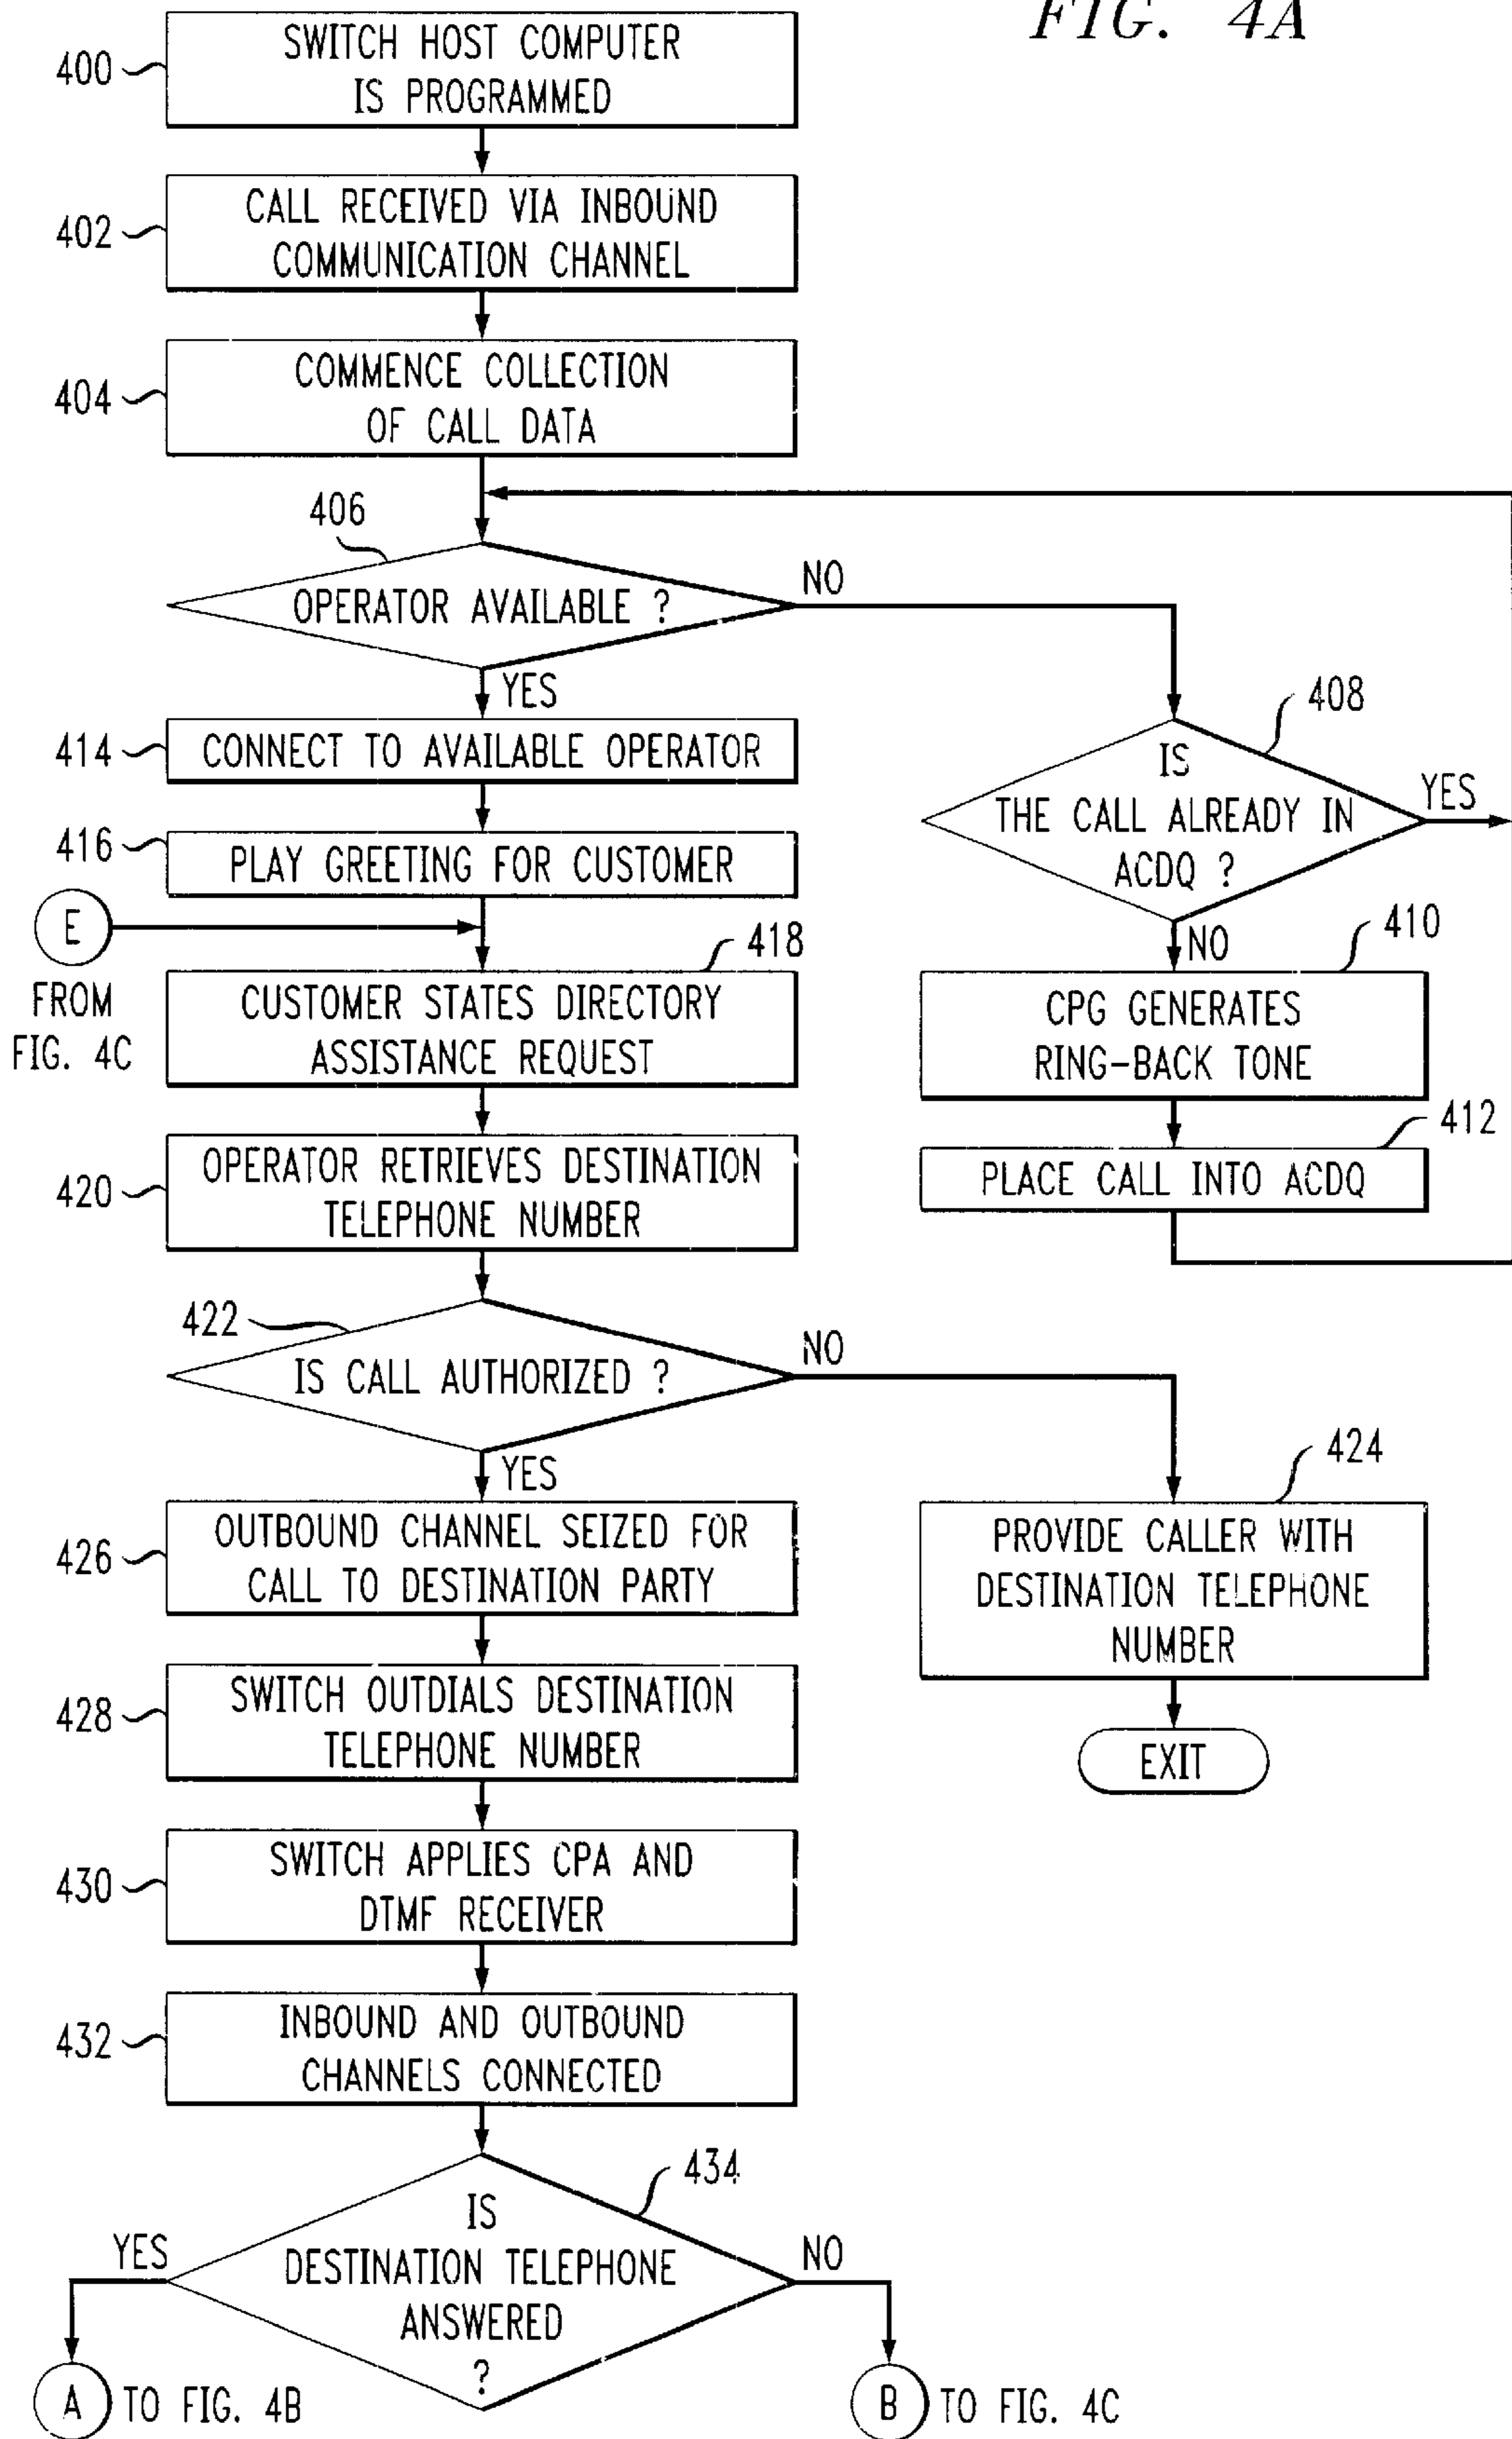 FIG. 4A
400
SWITCH HOST COMPUTER
IS PROGRAMMED
402
CALL RECEIVED VIA INBOUND
COMMUNICATION CHANNEL
404
COMMENCE COLLECTION
OF CALL DATA
406
OPERATOR AVAILABLE ?
NO
YES
408
IS
THE CALL ALREADY IN
ACDQ ?
YES
NO
410
CPG GENERATES
RING-BACK TONE
412
PLACE CALL INTO ACDQ
414
CONNECT TO AVAILABLE OPERATOR
416
PLAY GREETING FOR CUSTOMER
E
FROM
FIG. 4C
418
CUSTOMER STATES DIRECTORY
ASSISTANCE REQUEST
420
OPERATOR RETRIEVES DESTINATION
TELEPHONE NUMBER
422
IS CALL AUTHORIZED ?
NO
YES
424
PROVIDE CALLER WITH
DESTINATION TELEPHONE
NUMBER
EXIT
426
OUTBOUND CHANNEL SEIZED FOR
CALL TO DESTINATION PARTY
428
SWITCH OUTDIALS DESTINATION
TELEPHONE NUMBER
430
SWITCH APPLIES CPA AND
DTMF RECEIVER
432
INBOUND AND OUTBOUND
CHANNELS CONNECTED
434
IS
DESTINATION TELEPHONE
ANSWERED
?
YES
NO
A TO FIG. 4B
B TO FIG. 4C